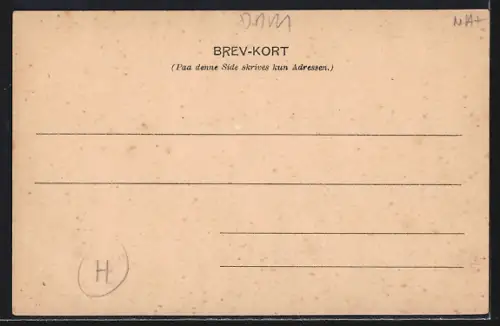 BREV-KORT
(Paa denne Side skrives kun Adressen.)
H